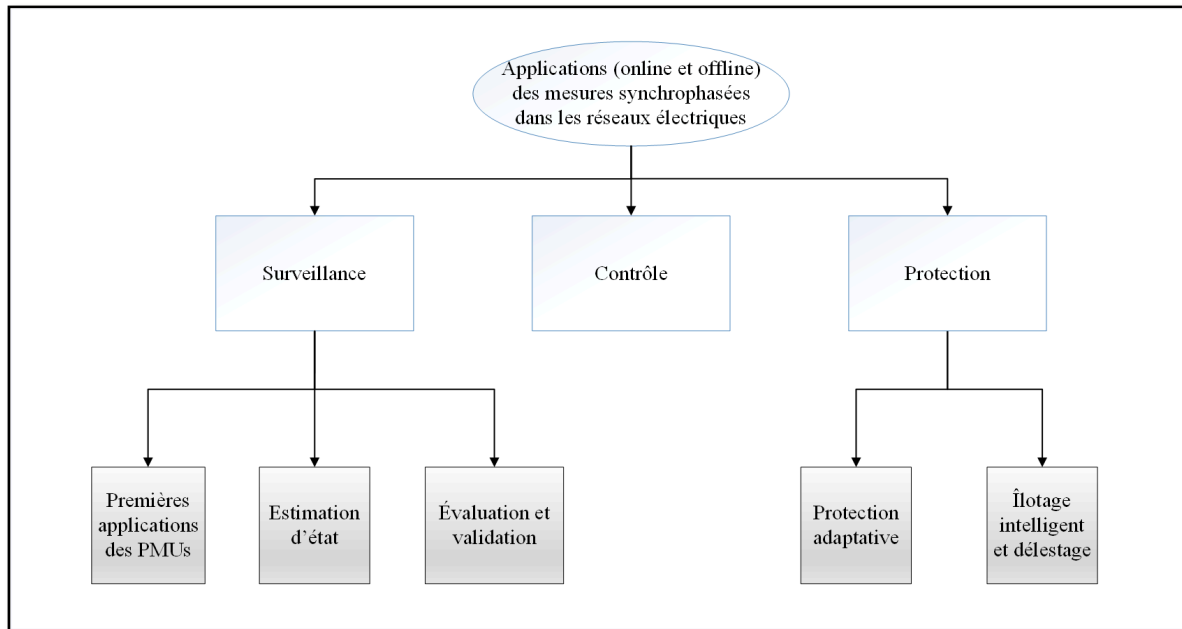 Applications (online et offline)
des mesures synchrophasées
dans les réseaux électriques
Surveillance
Contrôle
Protection
Premières
applications
des PMUs
Estimation
d’état
Évaluation et
validation
Protection
adaptative
Îlotage
intelligent
et délestage